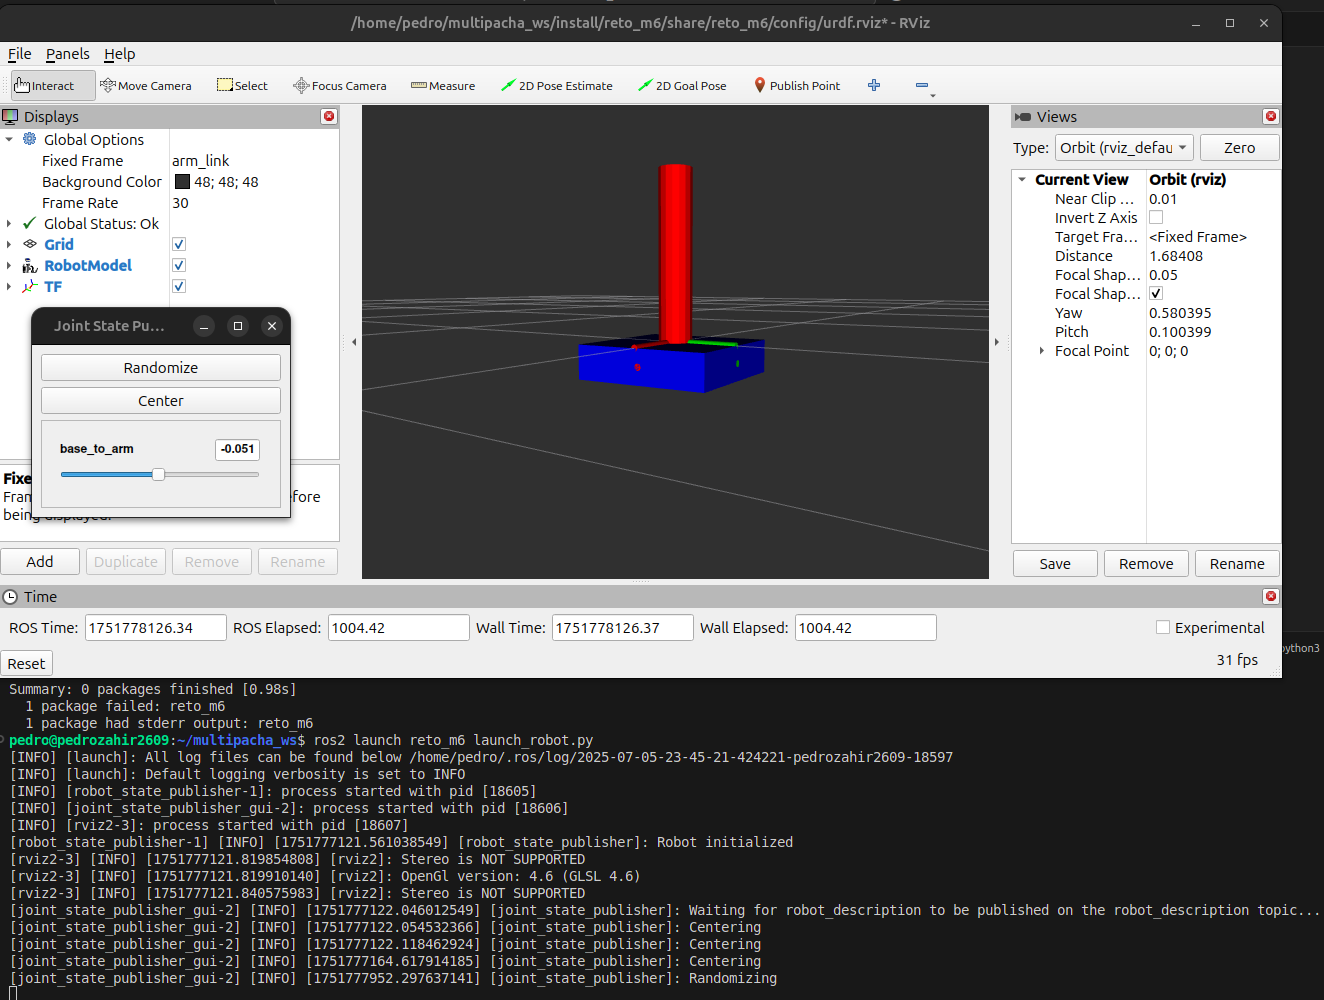 /home/pedro/multipacha_ws/install/reto_m6/share/reto_m6/config/urdf.rviz* - RViz
File Panels Help
Interact Move Camera Select Focus Camera Measure 2D Pose Estimate 2D Goal Pose Publish Point
Displays
Global Options
Fixed Frame arm_link
Background Color 48; 48; 48
Frame Rate 30
Global Status: Ok
Grid
RobotModel
TF
Joint State Pu...
Randomize
Center
base_to_arm -0.051
Fixe
Fram efore
being displayed.
Add Duplicate Remove Rename
Views
Type: Orbit (rviz_defau Zero
Current View Orbit (rviz)
Near Clip ... 0.01
Invert Z Axis
Target Fra... <Fixed Frame>
Distance 1.68408
Focal Shap... 0.05
Focal Shap...
Yaw 0.580395
Pitch 0.100399
Focal Point 0; 0; 0
Save Remove Rename
Time
ROS Time: 1751778126.34 ROS Elapsed: 1004.42 Wall Time: 1751778126.37 Wall Elapsed: 1004.42 Experimental
Reset 31 fps
python3
Summary: 0 packages finished [0.98s]
1 package failed: reto_m6
1 package had stderr output: reto_m6
pedro@pedrozahir2609:~/multipacha_ws$ ros2 launch reto_m6 launch_robot.py
[INFO] [launch]: All log files can be found below /home/pedro/.ros/log/2025-07-05-23-45-21-424221-pedrozahir2609-18597
[INFO] [launch]: Default logging verbosity is set to INFO
[INFO] [robot_state_publisher-1]: process started with pid [18605]
[INFO] [joint_state_publisher_gui-2]: process started with pid [18606]
[INFO] [rviz2-3]: process started with pid [18607]
[robot_state_publisher-1] [INFO] [1751777121.561038549] [robot_state_publisher]: Robot initialized
[rviz2-3] [INFO] [1751777121.819854808] [rviz2]: Stereo is NOT SUPPORTED
[rviz2-3] [INFO] [1751777121.819910140] [rviz2]: OpenGl version: 4.6 (GLSL 4.6)
[rviz2-3] [INFO] [1751777121.840575983] [rviz2]: Stereo is NOT SUPPORTED
[joint_state_publisher_gui-2] [INFO] [1751777122.046012549] [joint_state_publisher]: Waiting for robot_description to be published on the robot_description topic...
[joint_state_publisher_gui-2] [INFO] [1751777122.054532366] [joint_state_publisher]: Centering
[joint_state_publisher_gui-2] [INFO] [1751777122.118462924] [joint_state_publisher]: Centering
[joint_state_publisher_gui-2] [INFO] [1751777164.617914185] [joint_state_publisher]: Centering
[joint_state_publisher_gui-2] [INFO] [1751777952.297637141] [joint_state_publisher]: Randomizing